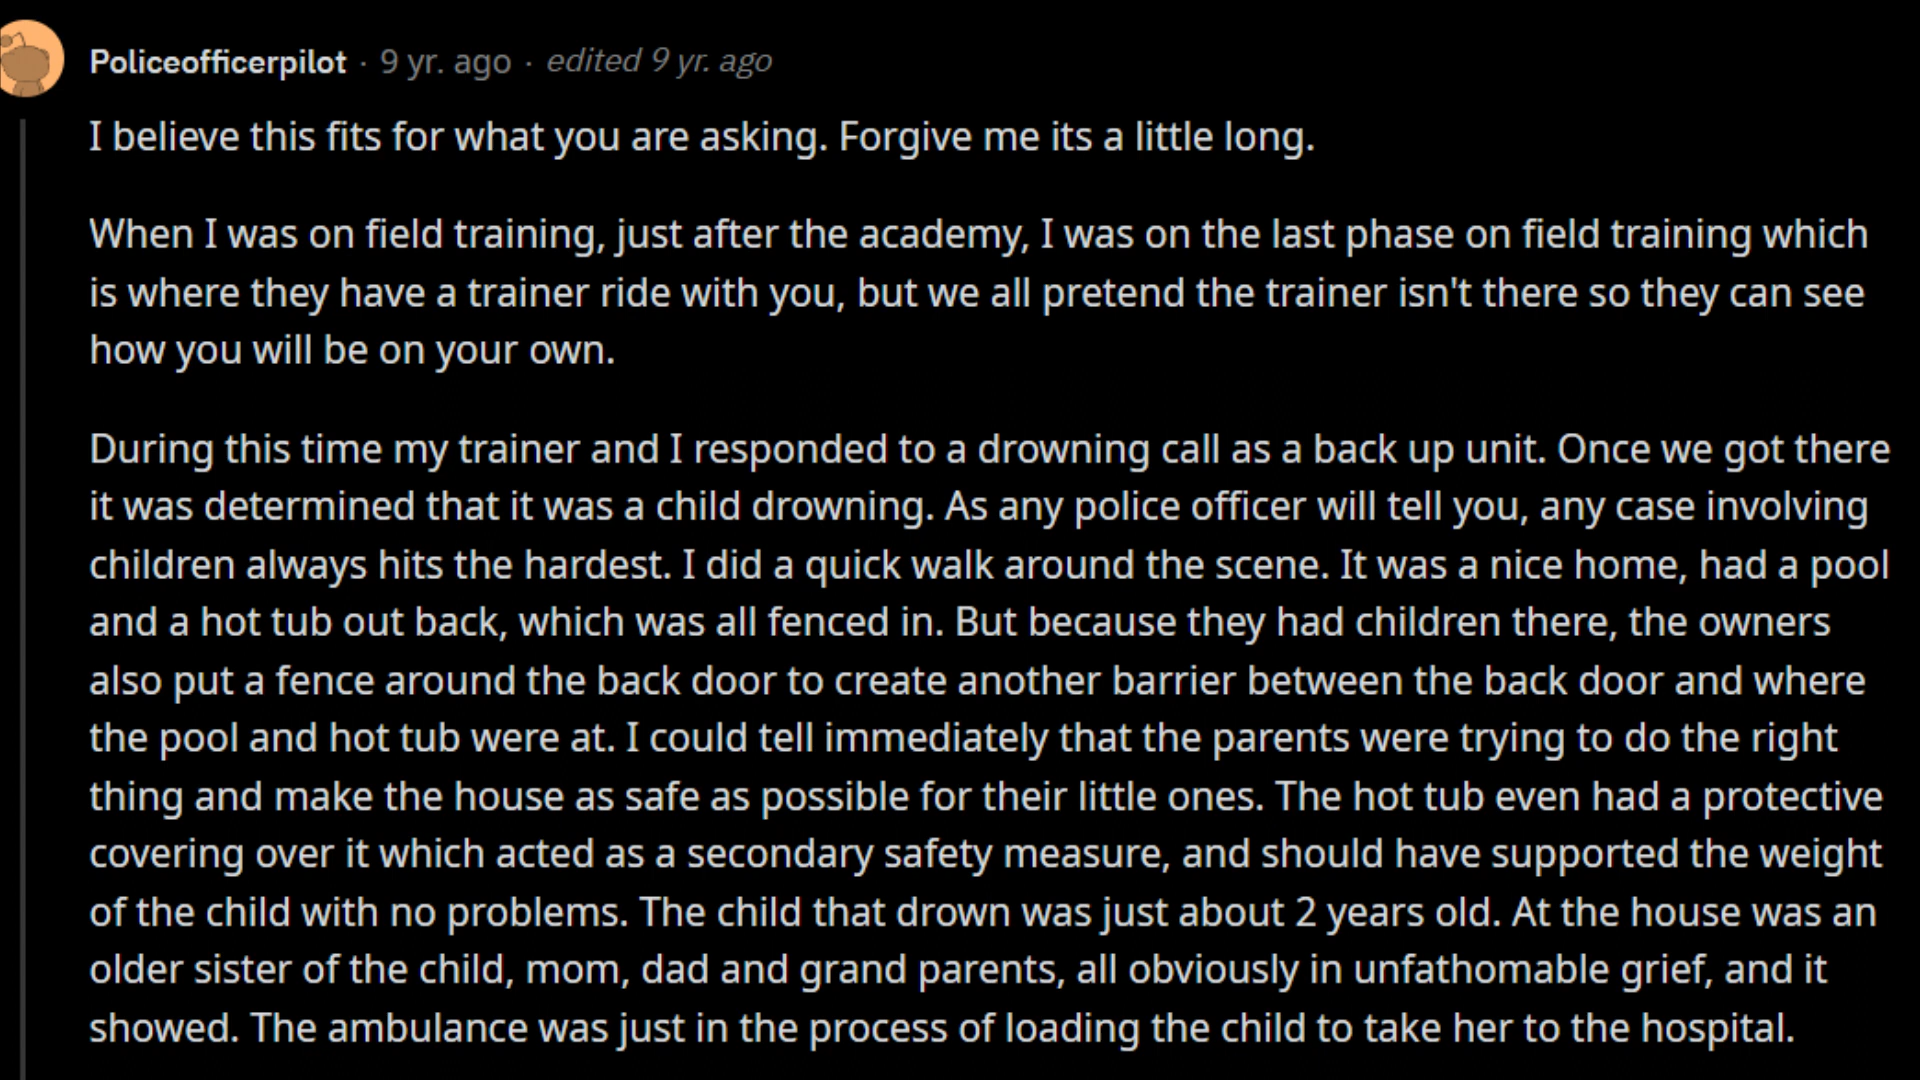 Policeofficerpilot · 9 yr. ago · edited 9 yr. ago
I believe this fits for what you are asking. Forgive me its a little long.
When I was on field training, just after the academy, I was on the last phase on field training which
is where they have a trainer ride with you, but we all pretend the trainer isn't there so they can see
how you will be on your own.
During this time my trainer and I responded to a drowning call as a back up unit. Once we got there
it was determined that it was a child drowning. As any police officer will tell you, any case involving
children always hits the hardest. I did a quick walk around the scene. It was a nice home, had a pool
and a hot tub out back, which was all fenced in. But because they had children there, the owners
also put a fence around the back door to create another barrier between the back door and where
the pool and hot tub were at. I could tell immediately that the parents were trying to do the right
thing and make the house as safe as possible for their little ones. The hot tub even had a protective
covering over it which acted as a secondary safety measure, and should have supported the weight
of the child with no problems. The child that drown was just about 2 years old. At the house was an
older sister of the child, mom, dad and grand parents, all obviously in unfathomable grief, and it
showed. The ambulance was just in the process of loading the child to take her to the hospital.